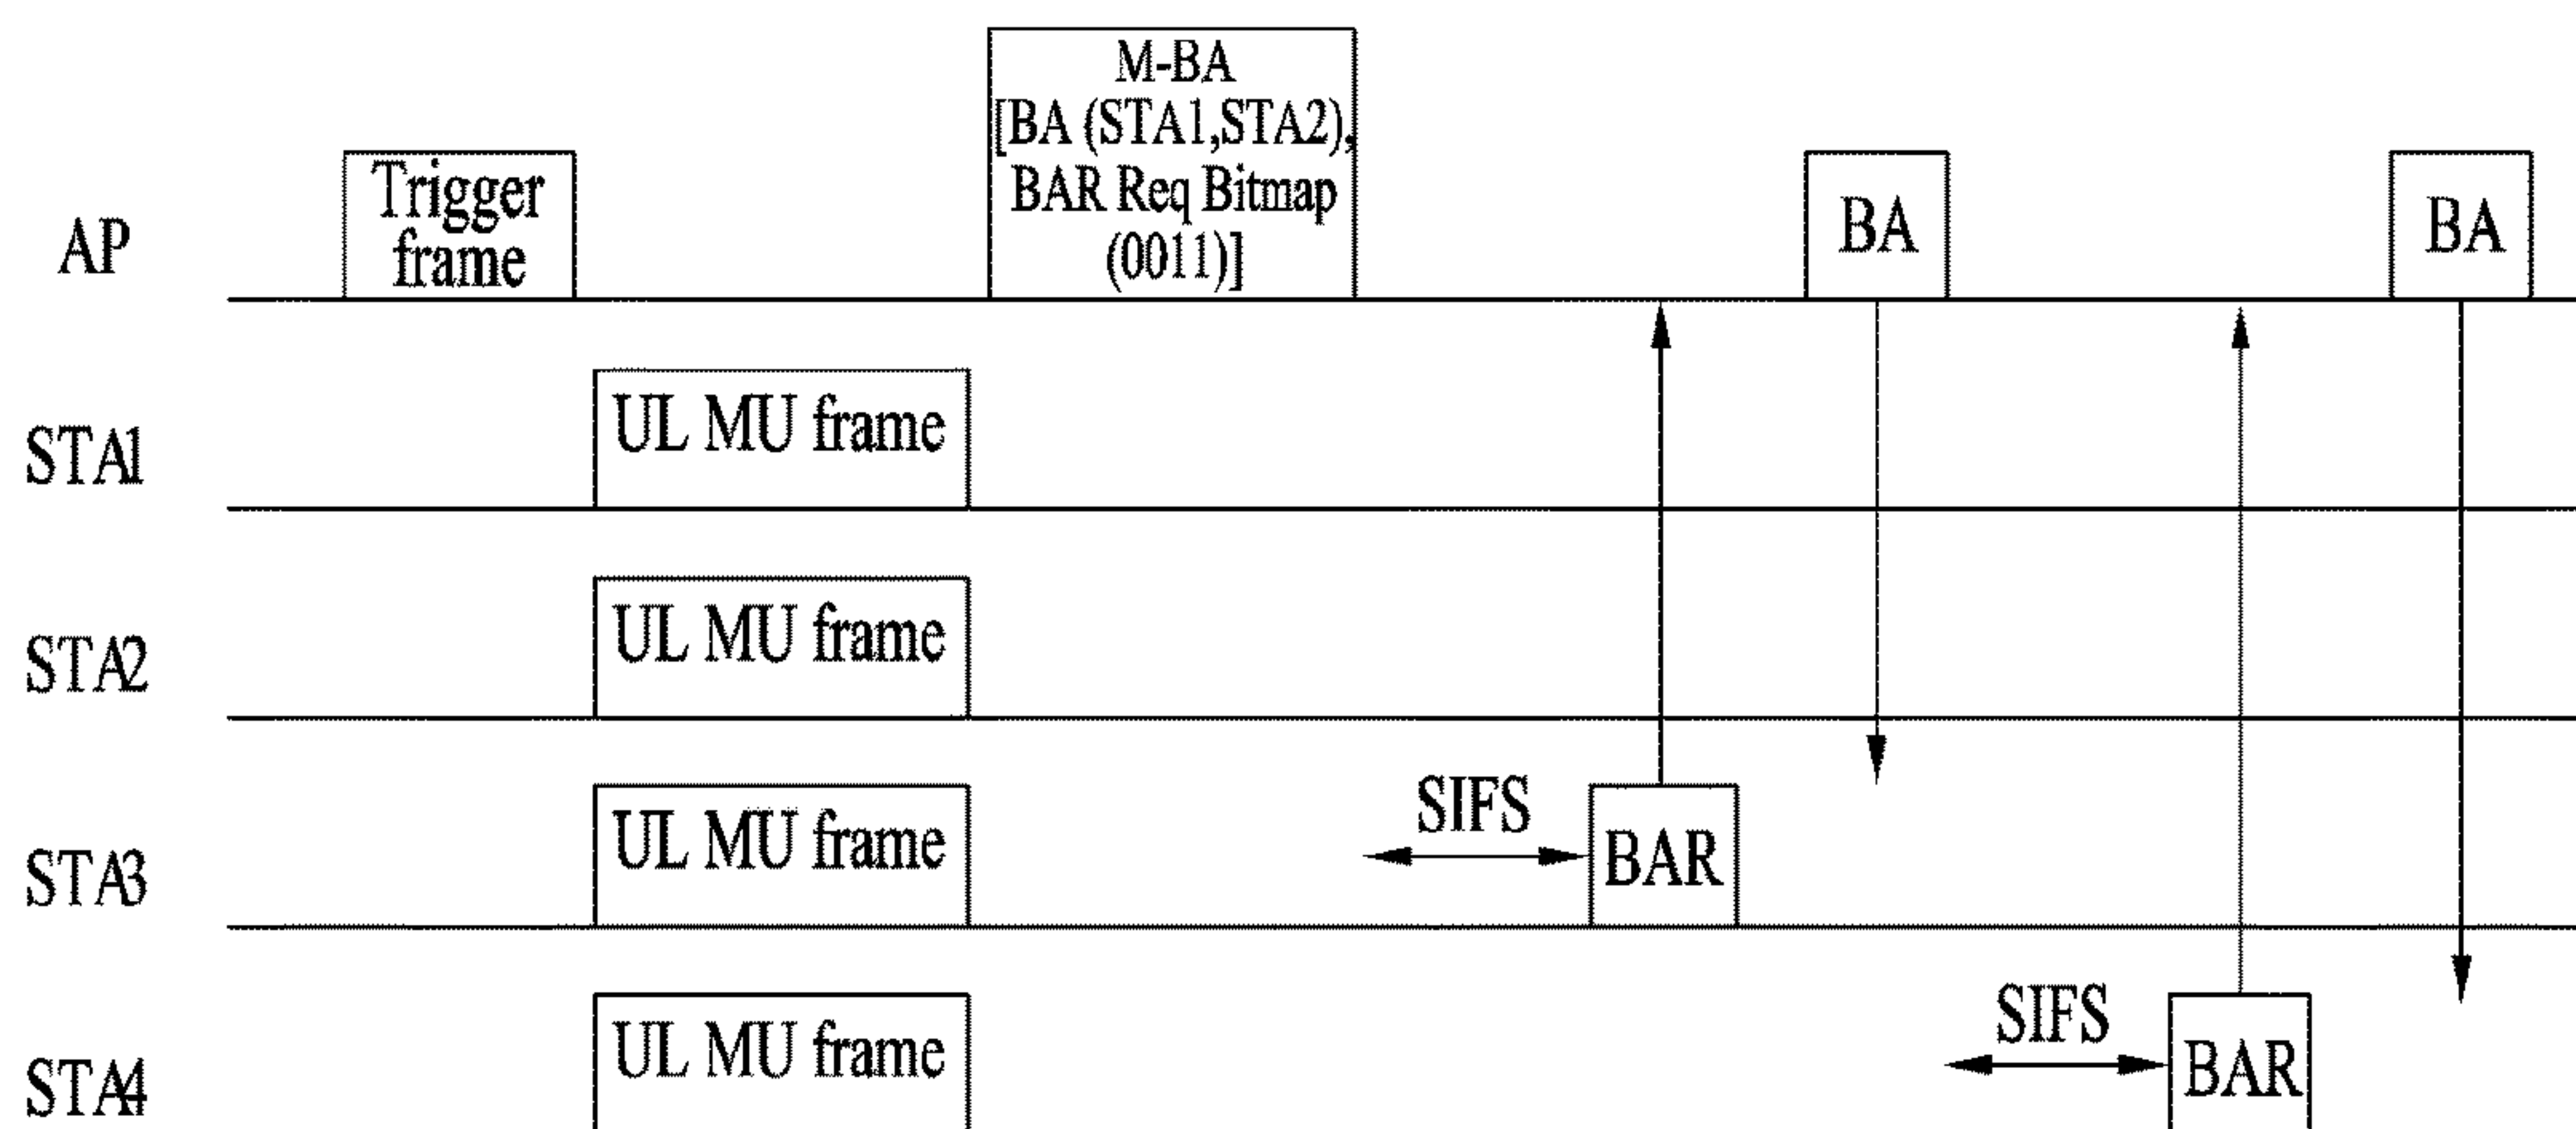 M-BA
[BA (STA1,STA2),
BAR Req Bitmap
(0011)]
Trigger
frame
BA
BA
AP
UL MU frame
STA1
UL MU frame
STA2
UL MU frame
SIFS
BAR
STA3
UL MU frame
SIFS
BAR
STA4